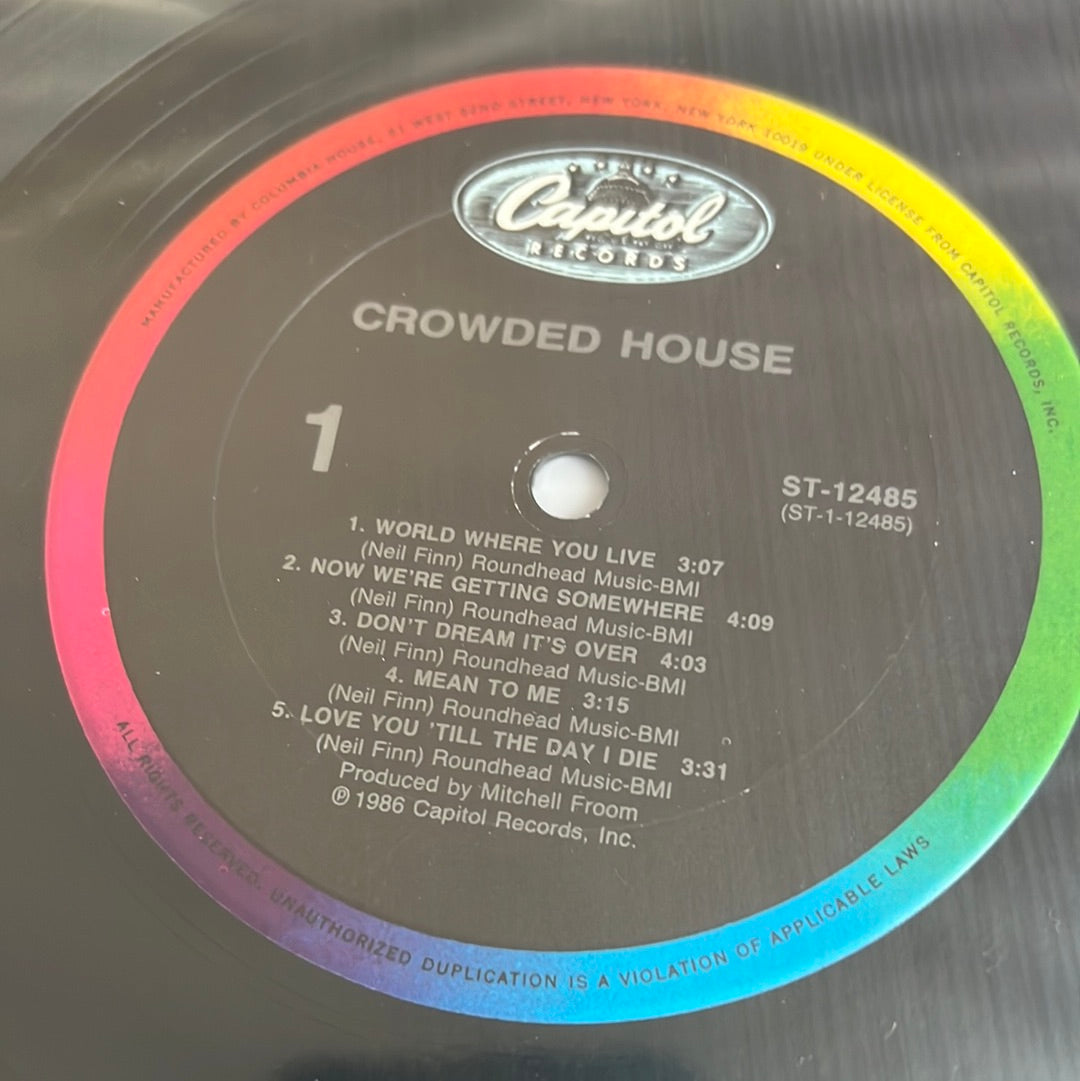 MANUFACTURED BY COLUMBIA HOUSE, 51 WEST 52ND STREET, NEW YORK, NEW YORK 10019 UNDER LICENSE FROM CAPITOL RECORDS, INC.
Capitol
RECORDS
CROWDED HOUSE
1
ST-12485
(ST-1-12485)
1. WORLD WHERE YOU LIVE 3:07
(Neil Finn) Roundhead Music-BMI
2. NOW WE'RE GETTING SOMEWHERE 4:09
(Neil Finn) Roundhead Music-BMI
3. DON'T DREAM IT'S OVER 4:03
(Neil Finn) Roundhead Music-BMI
4. MEAN TO ME 3:15
(Neil Finn) Roundhead Music-BMI
5. LOVE YOU 'TILL THE DAY I DIE 3:31
(Neil Finn) Roundhead Music-BMI
Produced by Mitchell Froom
℗ 1986 Capitol Records, Inc.
ALL RIGHTS RESERVED. UNAUTHORIZED DUPLICATION IS A VIOLATION OF APPLICABLE LAWS